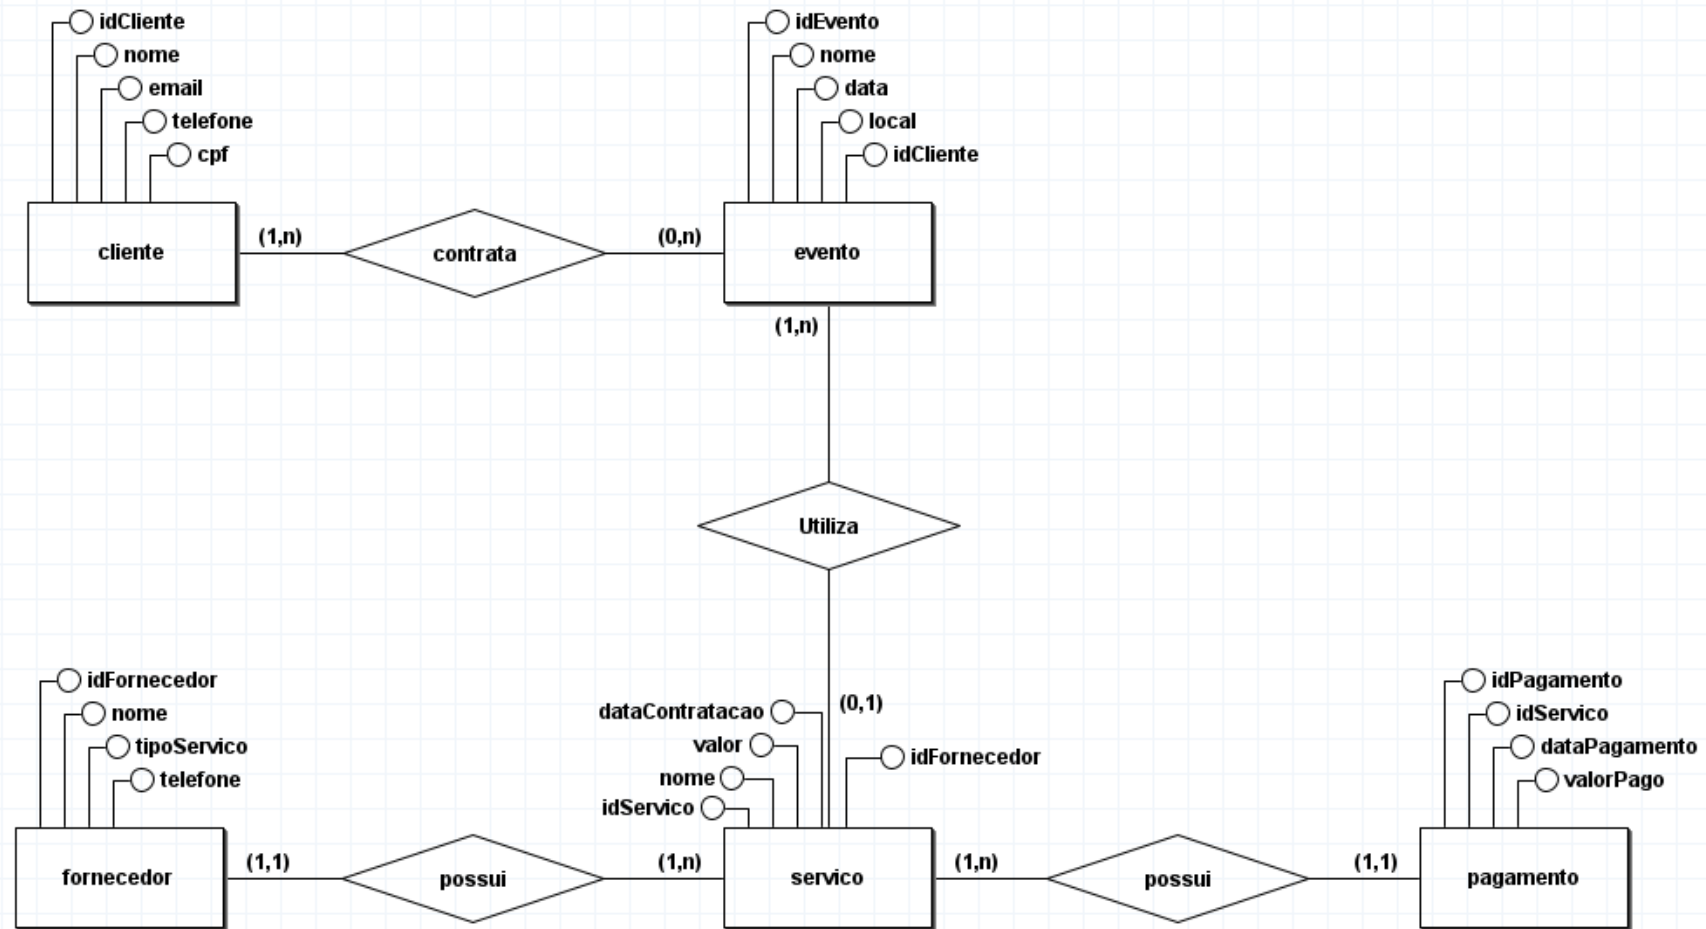 idCliente
nome
email
telefone
cpf
cliente
(1,n)
contrata
(0,n)
idEvento
nome
data
local
idCliente
evento
(1,n)
Utiliza
(0,1)
idFornecedor
nome
tipoServico
telefone
fornecedor
(1,1)
possui
(1,n)
dataContratacao
valor
nome
idServico
idFornecedor
servico
(1,n)
possui
(1,1)
idPagamento
idServico
dataPagamento
valorPago
pagamento